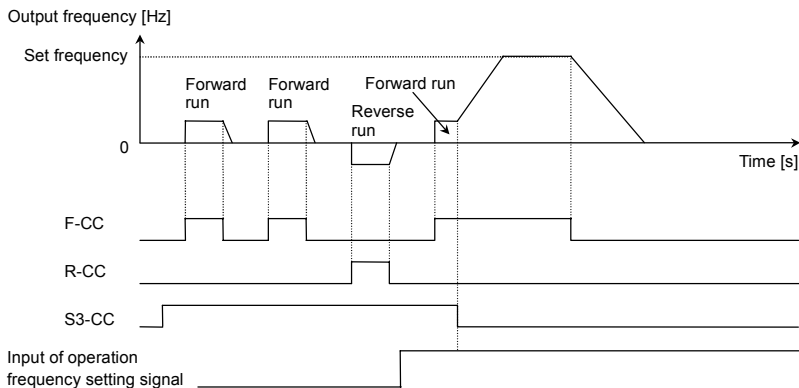 Output frequency [Hz]
Set frequency
Forward
run
Forward
run
Reverse
run
Forward run
0
Time [s]
F-CC
R-CC
S3-CC
Input of operation
frequency setting signal